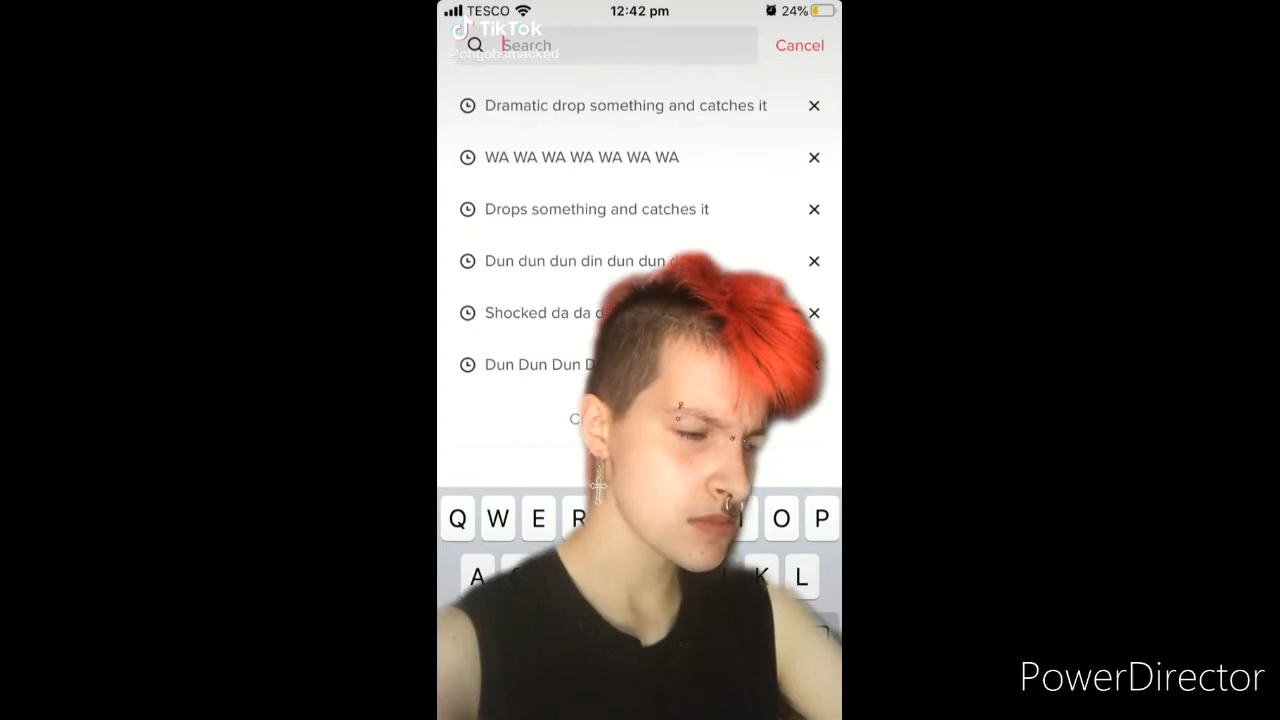 TESCO
12:42 pm
24%
TikTok
Search
Cancel
@ohgobsmacked
Dramatic drop something and catches it
WA WA WA WA WA WA WA
Drops something and catches it
Dun dun dun din dun dun
Shocked da da
Dun Dun Dun
Q W E R O P
A K L
PowerDirector